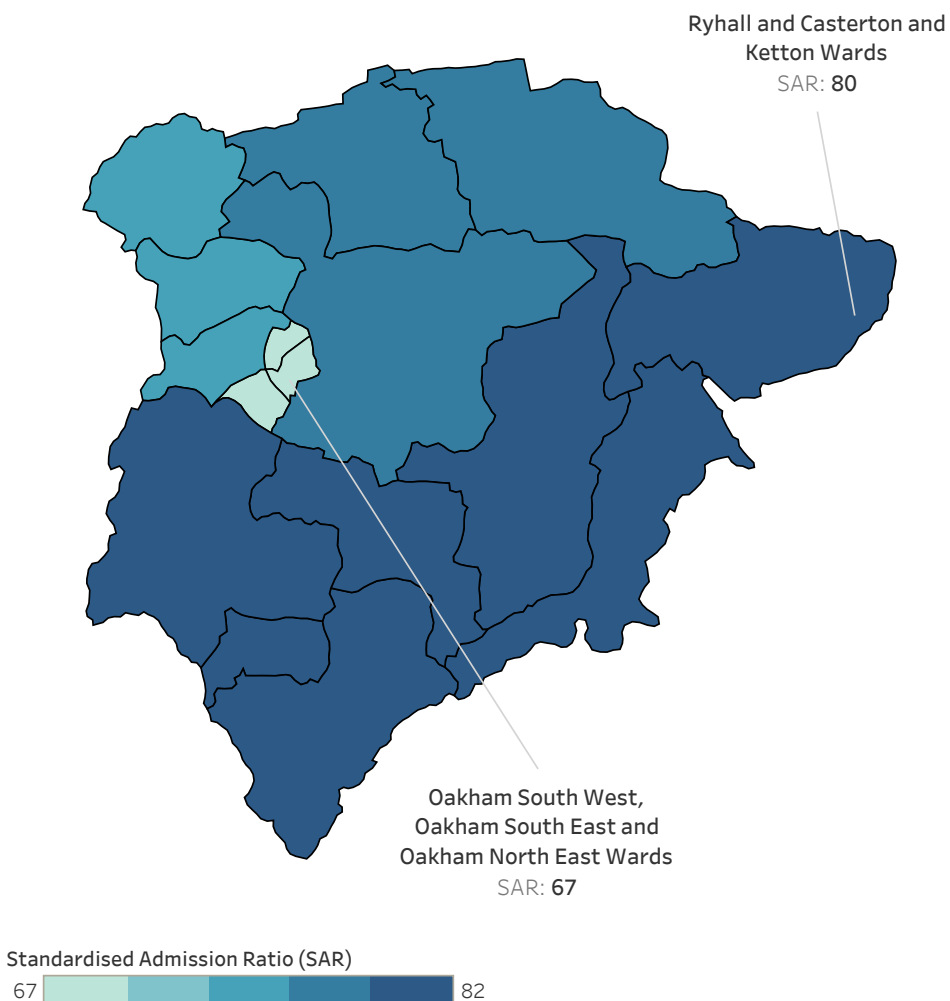 Ryhall and Casterton and
Ketton Wards
SAR: 80
Oakham South West,
Oakham South East and
Oakham North East Wards
SAR: 67
Standardised Admission Ratio (SAR)
67 82